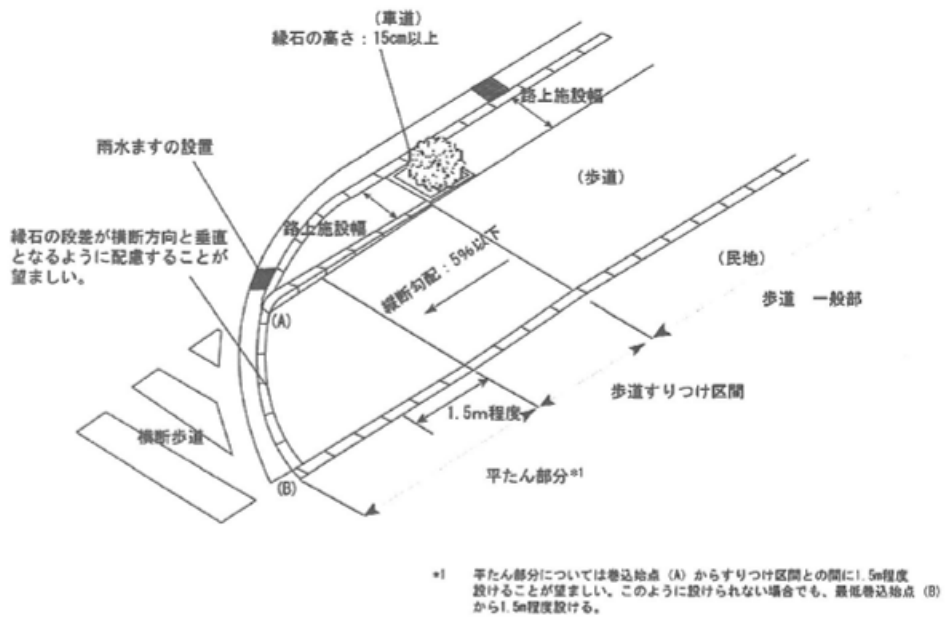 (車道)
縁石の高さ：15cm以上
路上施設幅
雨水ますの設置
(歩道)
路上施設幅
縁石の段差が横断方向と垂直
となるように配慮することが
望ましい。
縦断勾配：5%以下
(民地)
歩道　一般部
(A)
歩道すりつけ区間
1.5m程度
横断歩道
平たん部分*1
(B)
*1　平たん部分については巻込始点 (A) からすりつけ区間との間に1.5m程度
設けることが望ましい。このように設けられない場合でも、最低巻込始点 (B)
から1.5m程度設ける。